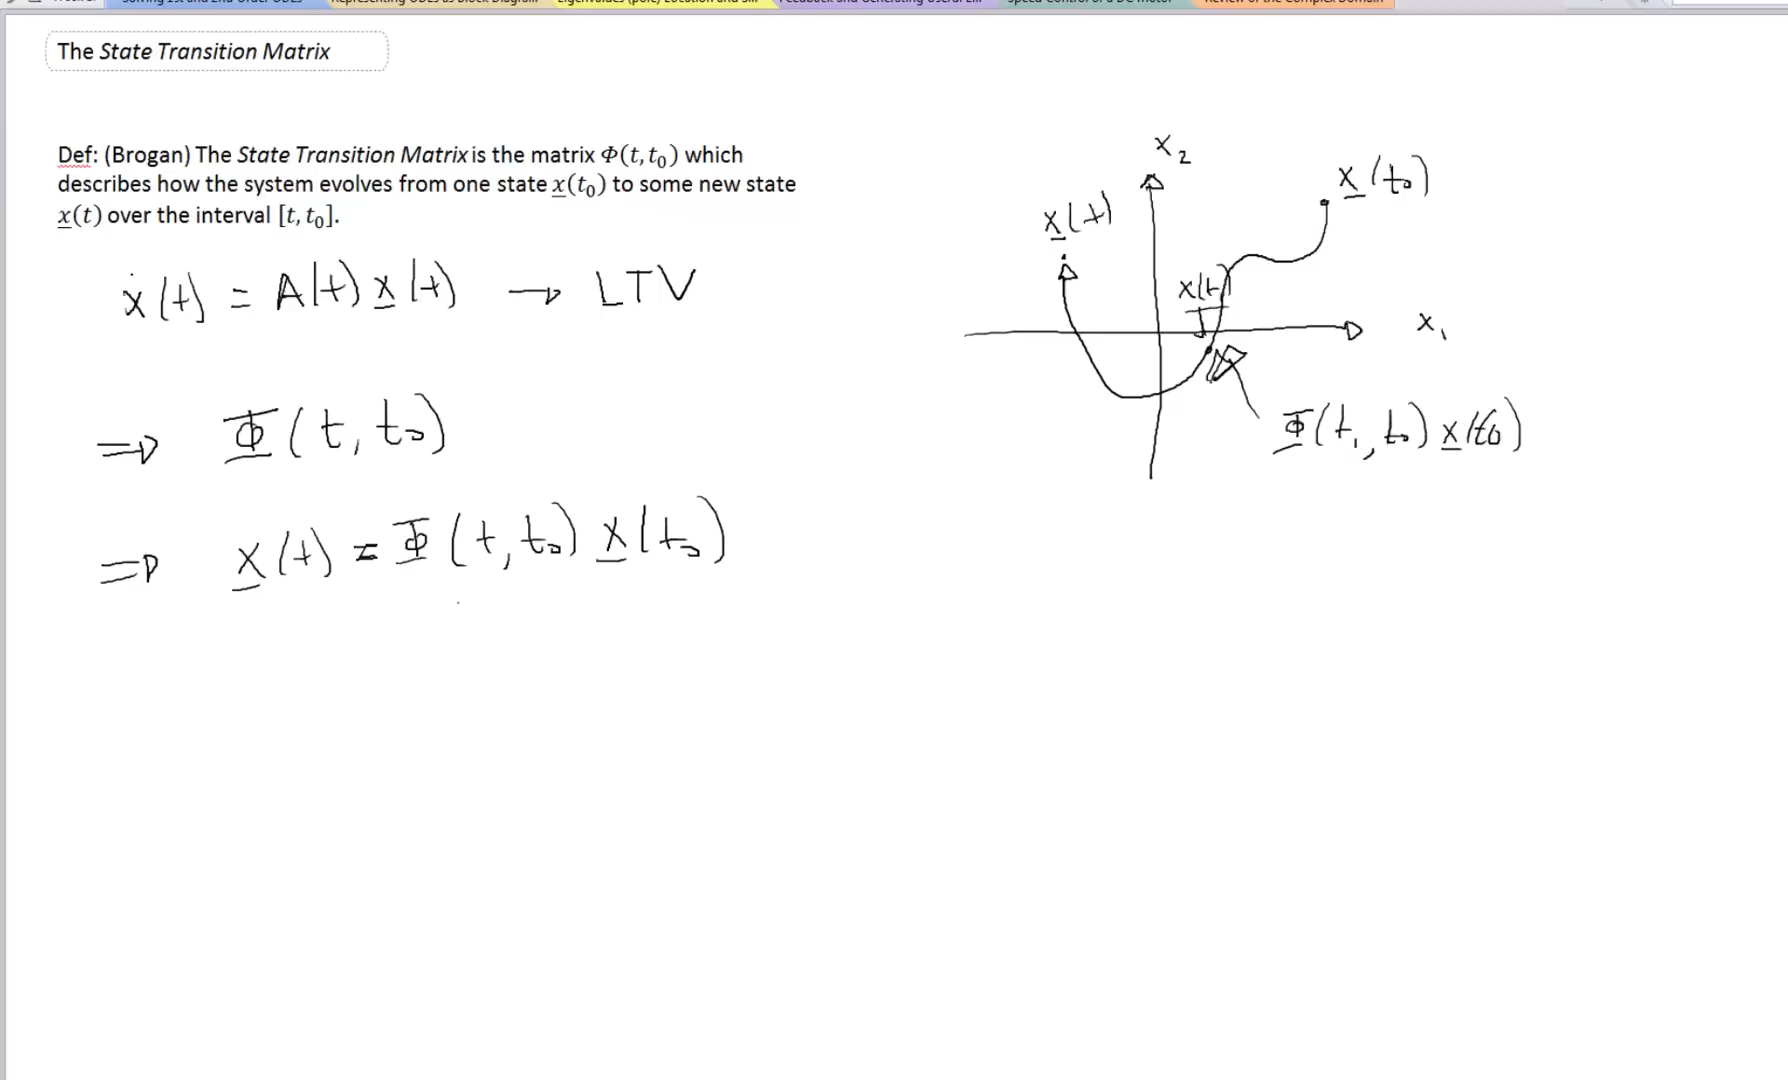 The State Transition Matrix
Def: (Brogan) The State Transition Matrix is the matrix Φ(t, t₀) which
describes how the system evolves from one state x(t₀) to some new state
x(t) over the interval [t, t₀].
ẋ(t) = A(t) x(t) → LTV
⇒ Φ(t, t₀)
⇒ x(t) = Φ(t, t₀) x(t₀)
x₂
x(t₀)
x(t)
x(t)
x₁
Φ(t₁, t₀) x(t₀)